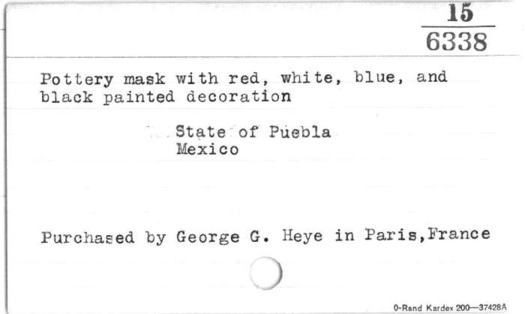 15
6338
Pottery mask with red, white, blue, and
black painted decoration
State of Puebla
Mexico
Purchased by George G. Heye in Paris,France
0-Rand Kardex 200—37428A